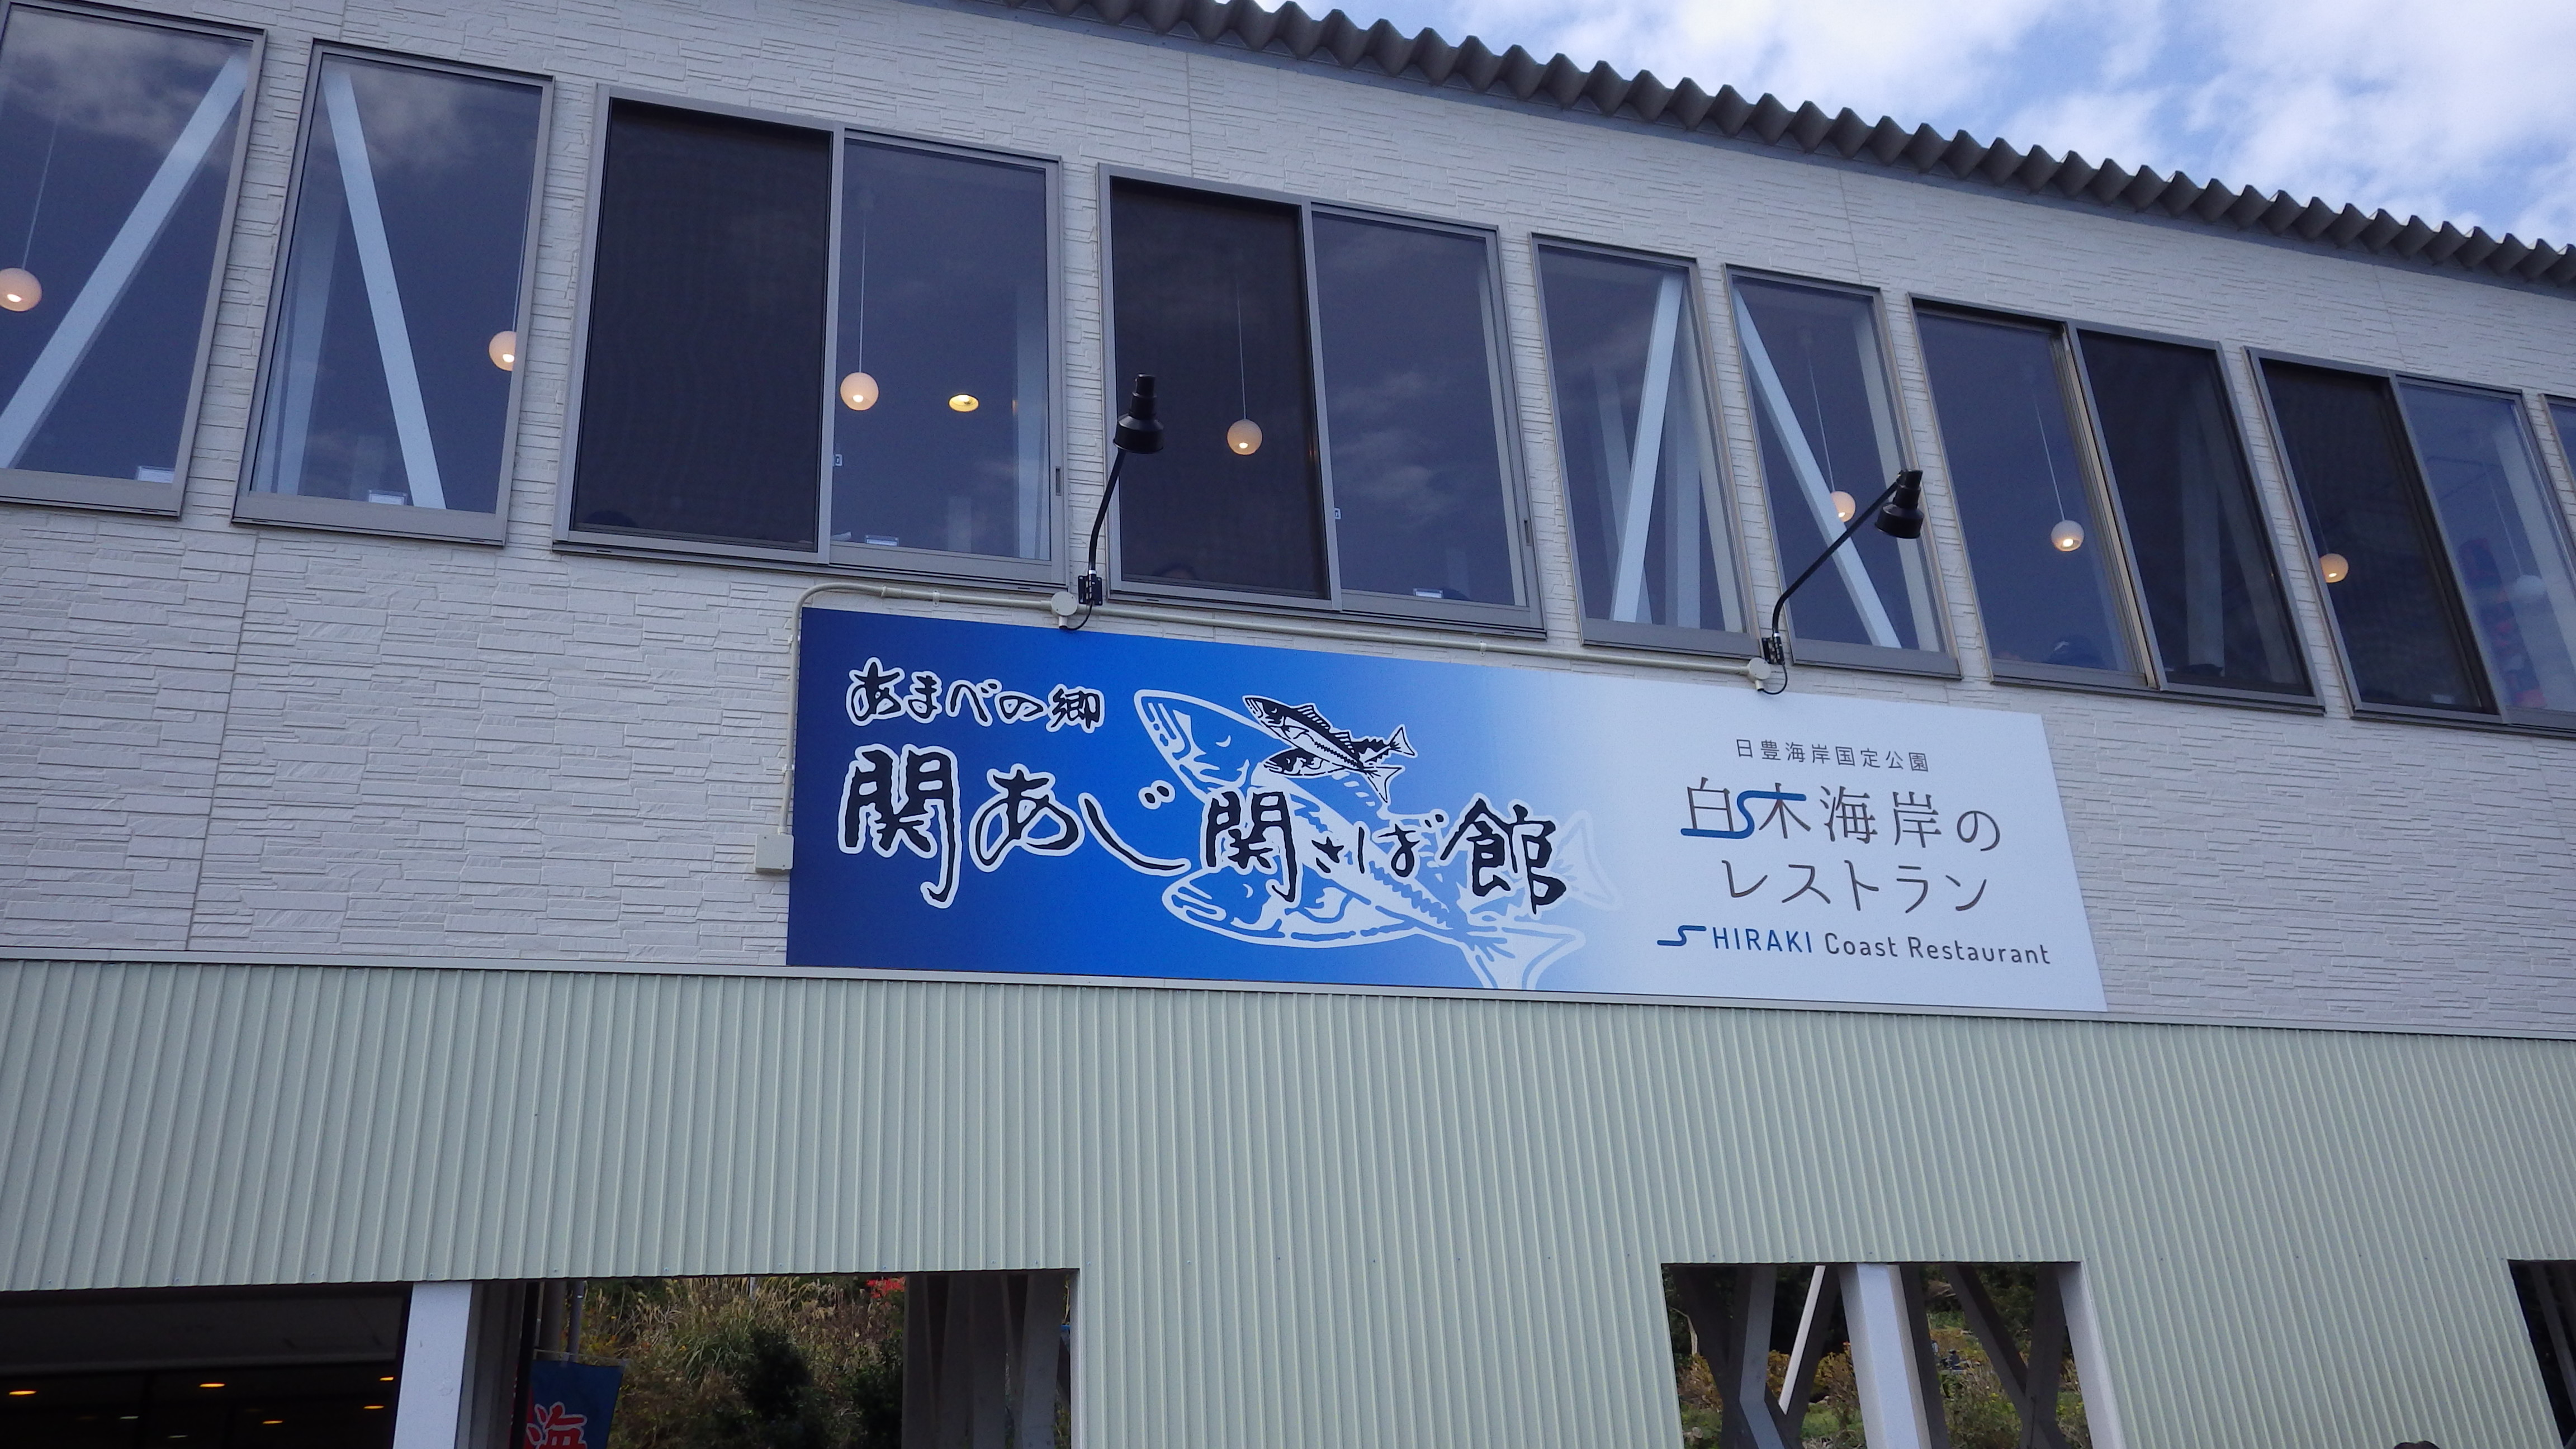 あまべの郷
関あじ関さば館
日豊海岸国定公園
白木海岸の
レストラン
SHIRAKI Coast Restaurant
海